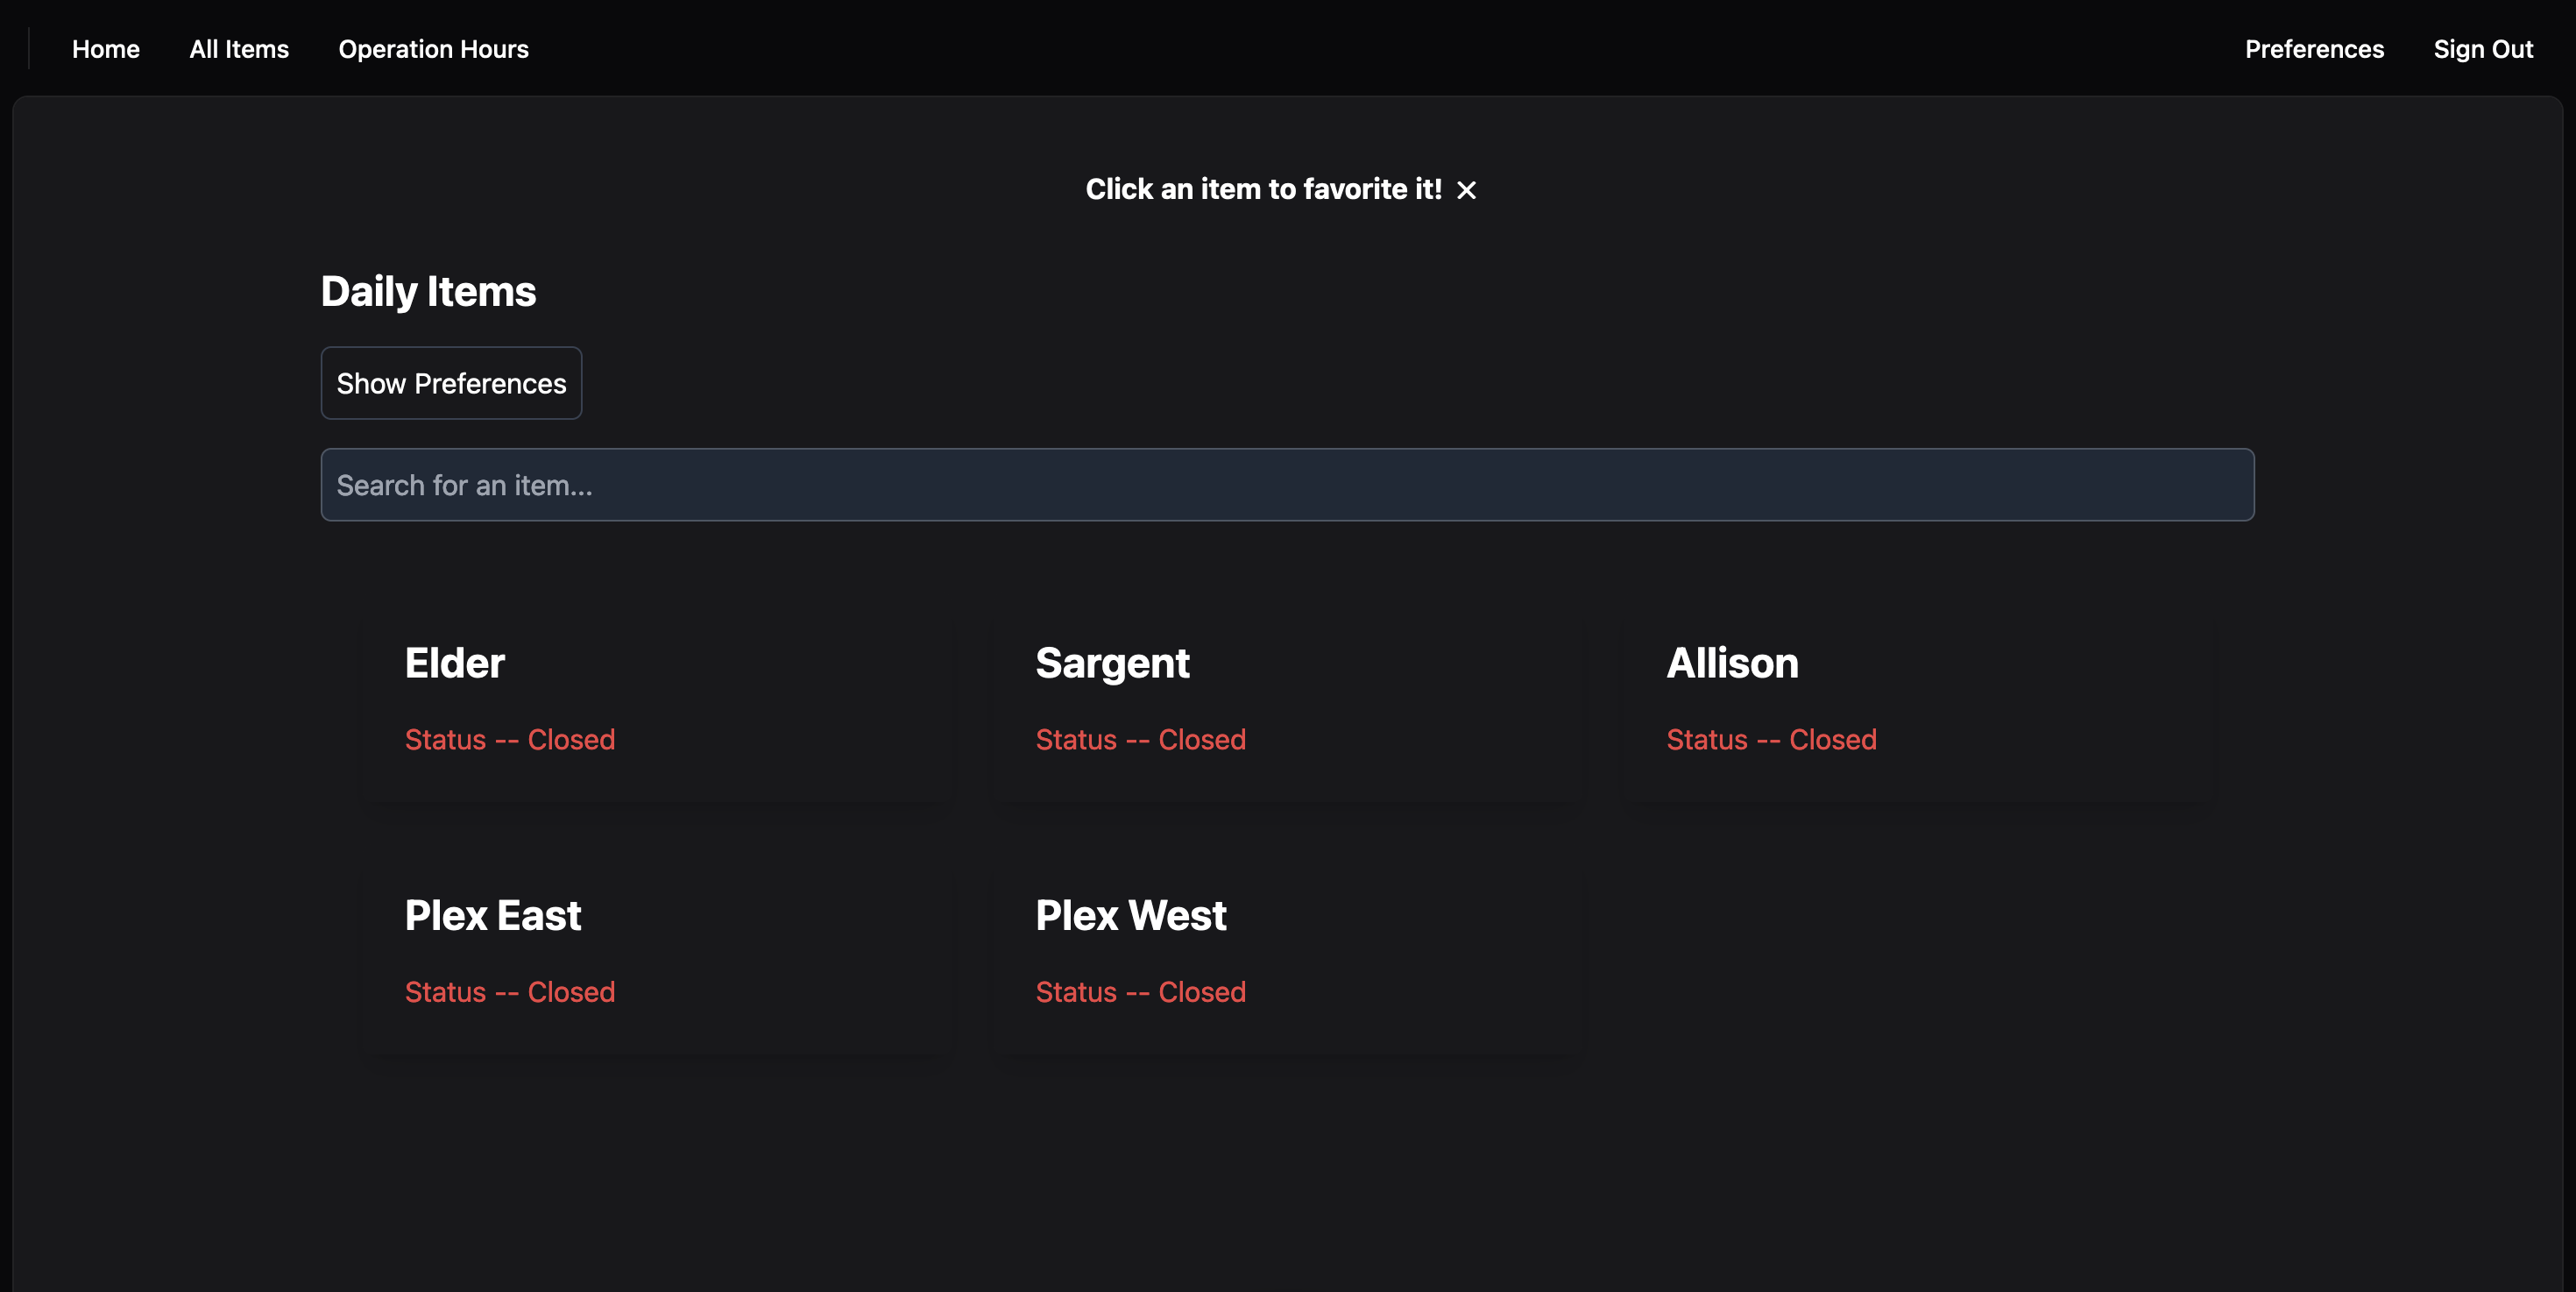 Home All Items Operation Hours Preferences Sign Out
Click an item to favorite it! ×
Daily Items
Show Preferences
Search for an item...
Elder Sargent Allison
Status -- Closed Status -- Closed Status -- Closed
Plex East Plex West
Status -- Closed Status -- Closed